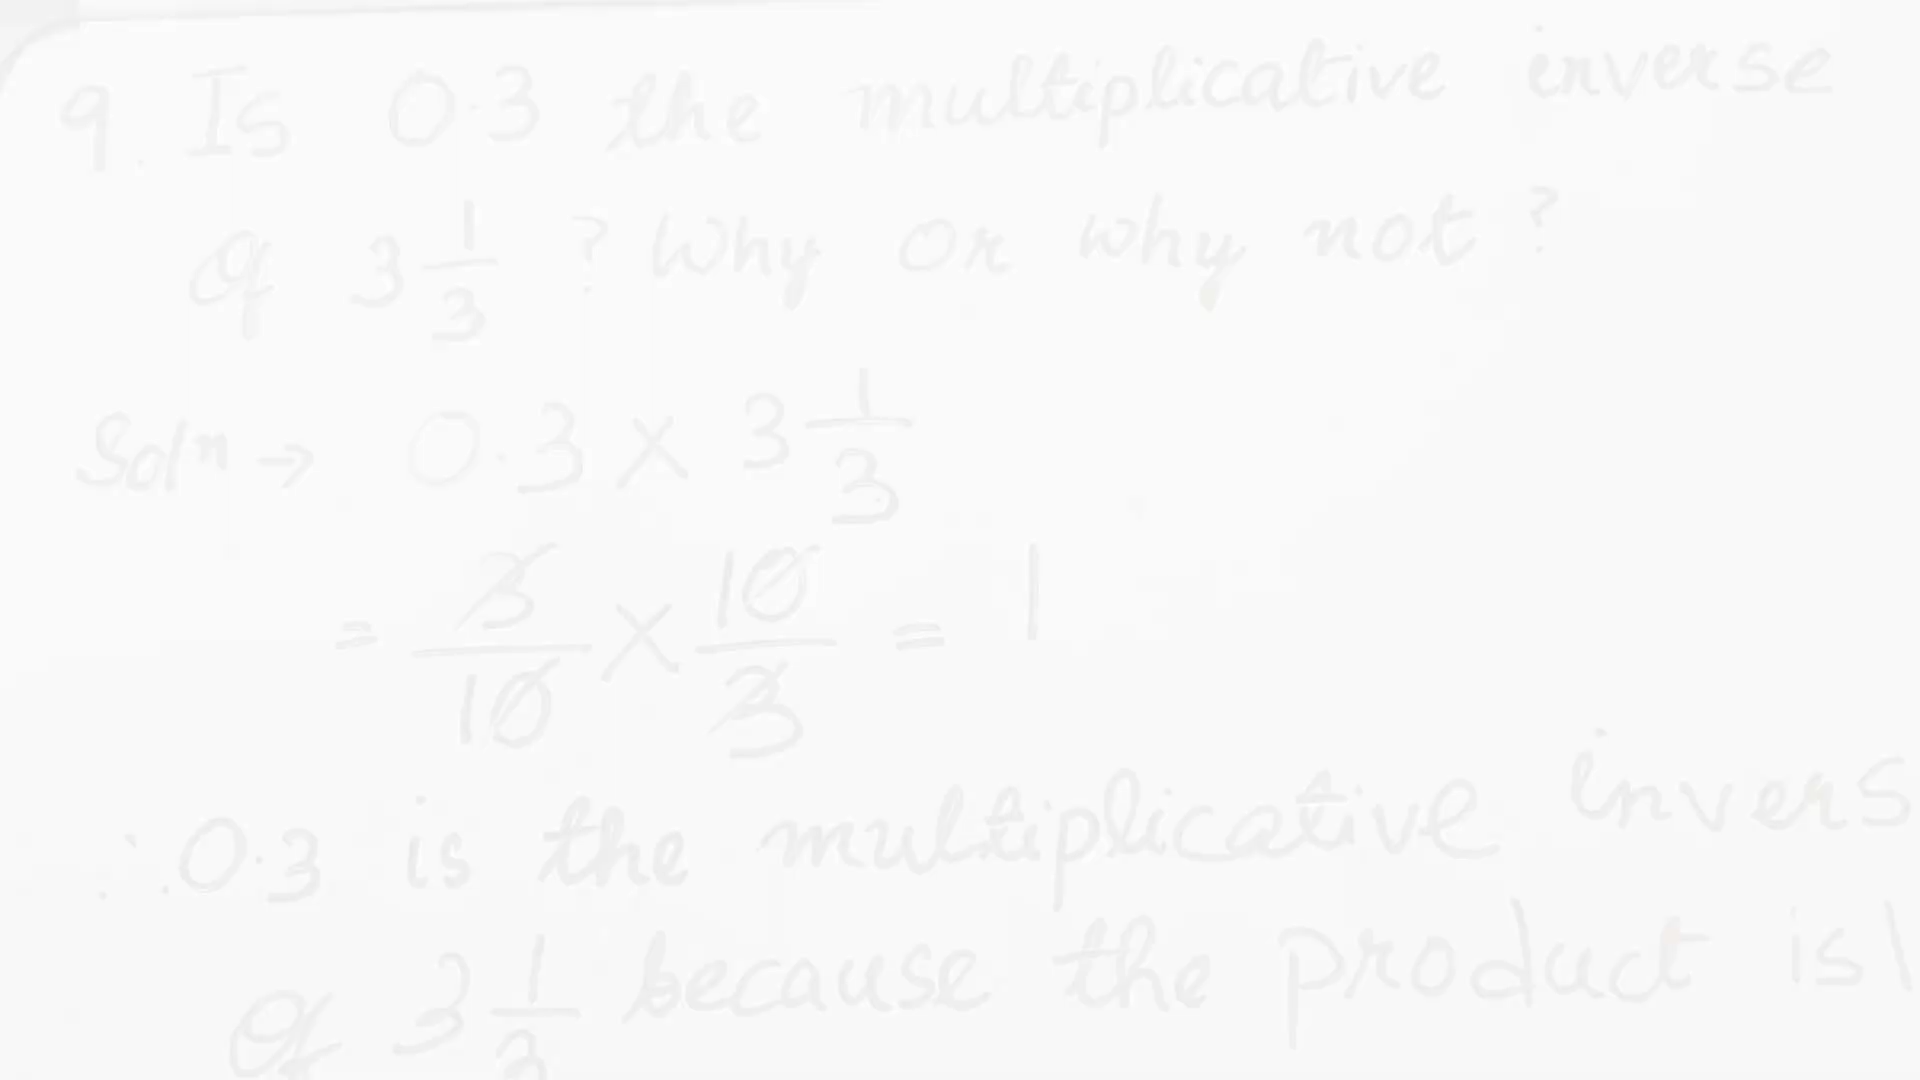 9. Is 0.3 the multiplicative inverse
of 3 1/3 ? Why or why not ?
Solⁿ → 0.3 × 3 1/3
= 3/10 × 10/3 = 1
∴ 0.3 is the multiplicative invers
of 3 1/3 because the product is 1